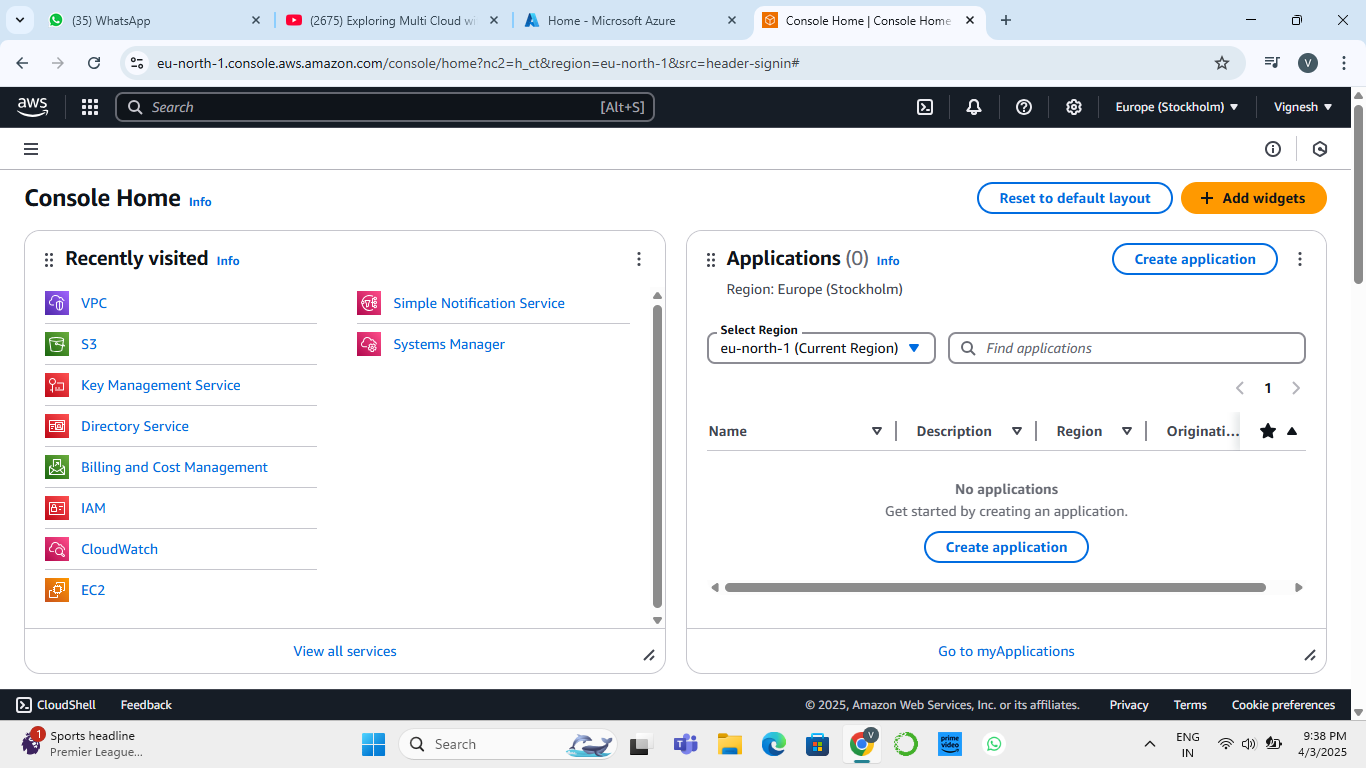 (35) WhatsApp
(2675) Exploring Multi Cloud wi
Home - Microsoft Azure
Console Home | Console Home
eu-north-1.console.aws.amazon.com/console/home?nc2=h_ct&region=eu-north-1&src=header-signin#
V
aws
Search
[Alt+S]
Europe (Stockholm)
Vignesh
Console Home Info
Reset to default layout
Add widgets
Recently visited Info
VPC
S3
Key Management Service
Directory Service
Billing and Cost Management
IAM
CloudWatch
EC2
Simple Notification Service
Systems Manager
View all services
Applications (0) Info
Create application
Region: Europe (Stockholm)
Select Region
eu-north-1 (Current Region)
Find applications
1
Name Description Region Originati...
No applications
Get started by creating an application.
Create application
Go to myApplications
CloudShell Feedback
© 2025, Amazon Web Services, Inc. or its affiliates. Privacy Terms Cookie preferences
1
Sports headline
Premier League...
Search
V
prime video
ENG
IN
9:38 PM
4/3/2025